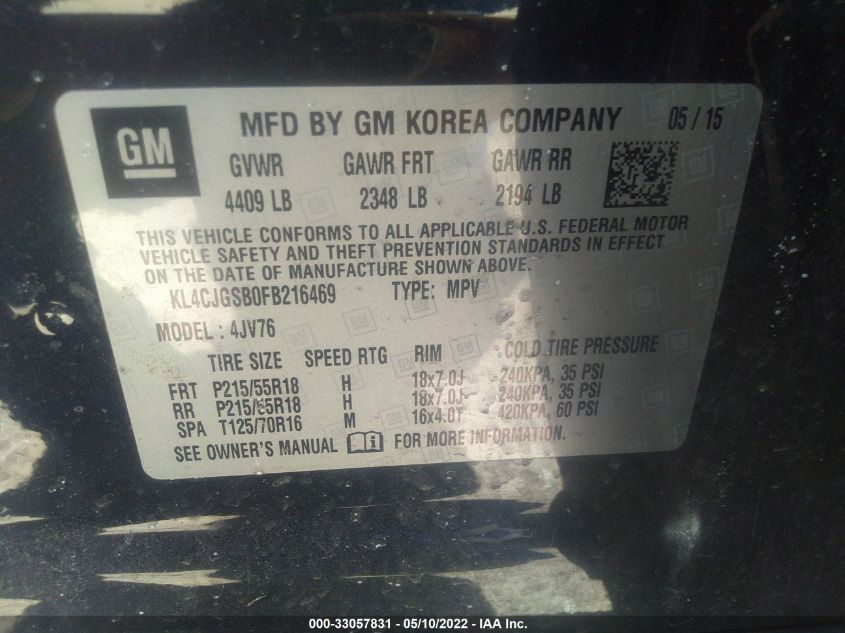 GM MFD BY GM KOREA COMPANY 05 / 15
GVWR GAWR FRT GAWR RR
4409 LB 2348 LB 2194 LB
THIS VEHICLE CONFORMS TO ALL APPLICABLE U.S. FEDERAL MOTOR
VEHICLE SAFETY AND THEFT PREVENTION STANDARDS IN EFFECT
ON THE DATE OF MANUFACTURE SHOWN ABOVE.
KL4CJGSB0FB216469 TYPE: MPV
MODEL : 4JV76
TIRE SIZE SPEED RTG RIM COLD TIRE PRESSURE
FRT P215/55R18 H 18x7.0J 240KPA, 35 PSI
RR P215/55R18 H 18x7.0J 240KPA, 35 PSI
SPA T125/70R16 M 16x4.0T 420KPA, 60 PSI
SEE OWNER'S MANUAL FOR MORE INFORMATION.
000-33057831 - 05/10/2022 - IAA Inc.